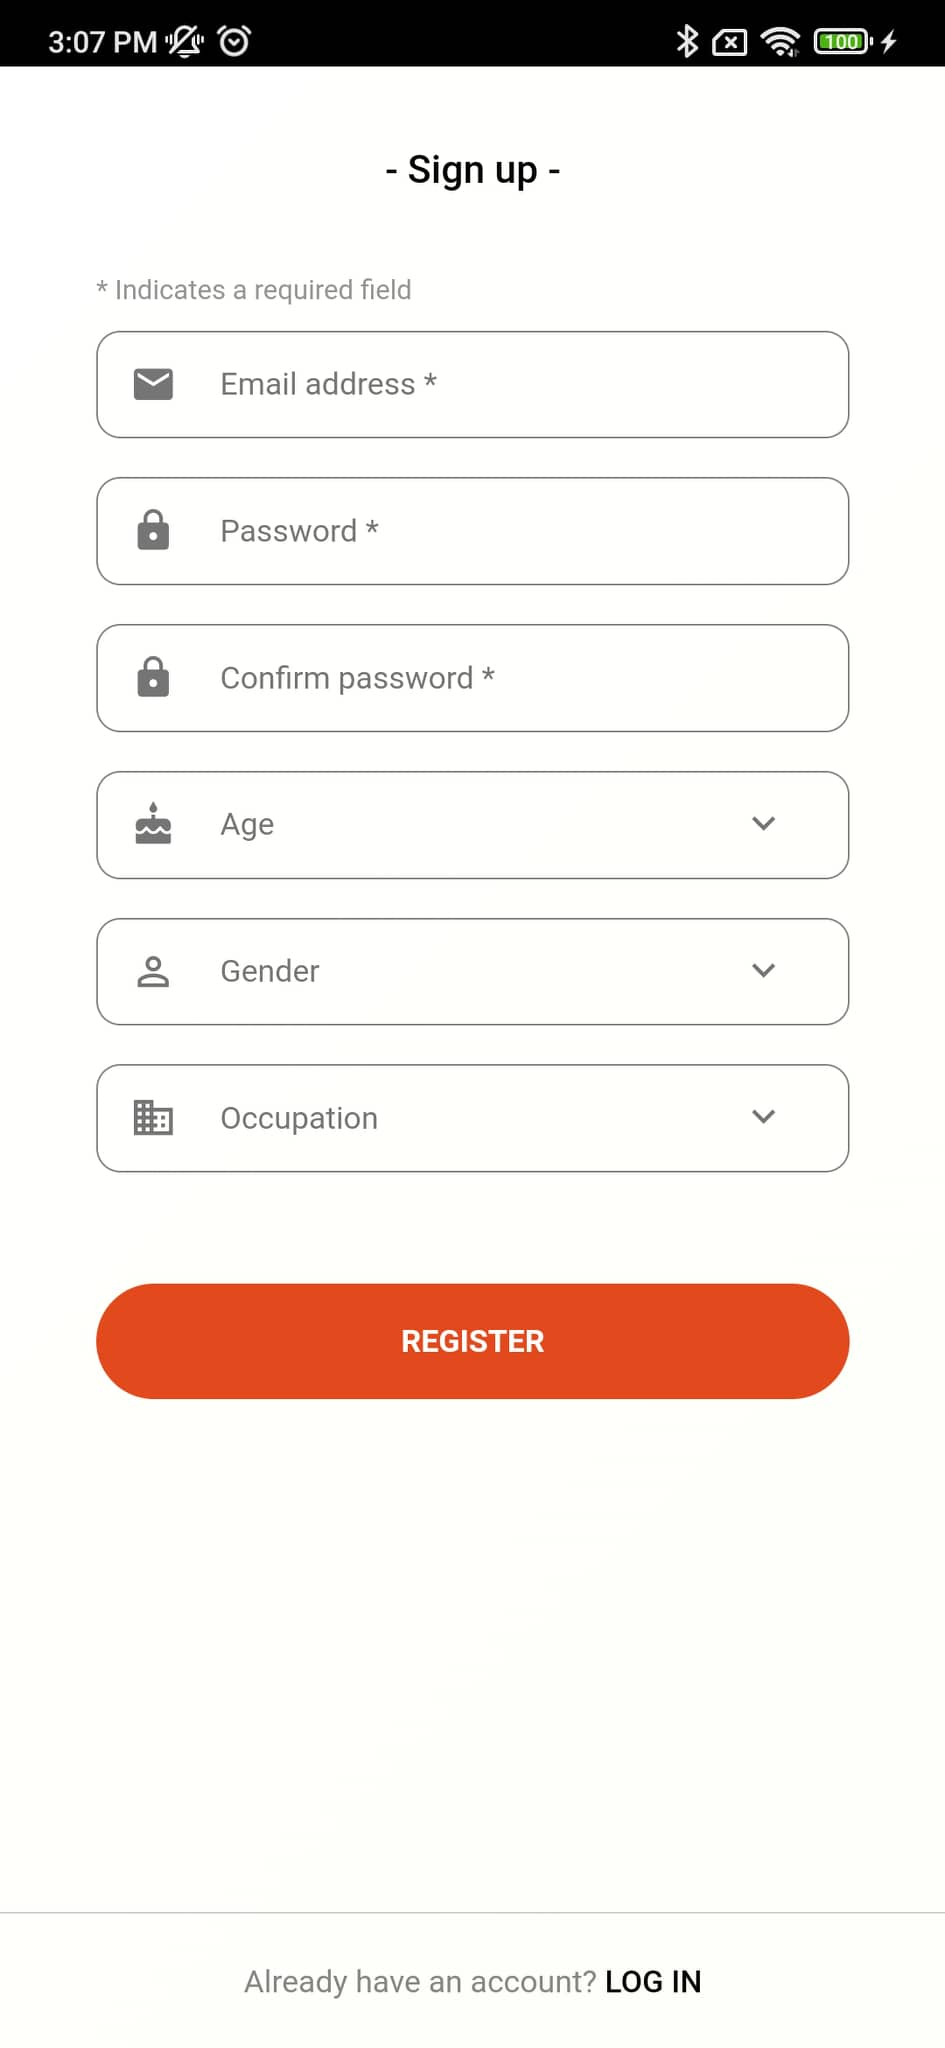 3:07 PM
100
- Sign up -
* Indicates a required field
Email address *
Password *
Confirm password *
Age
Gender
Occupation
REGISTER
Already have an account? LOG IN